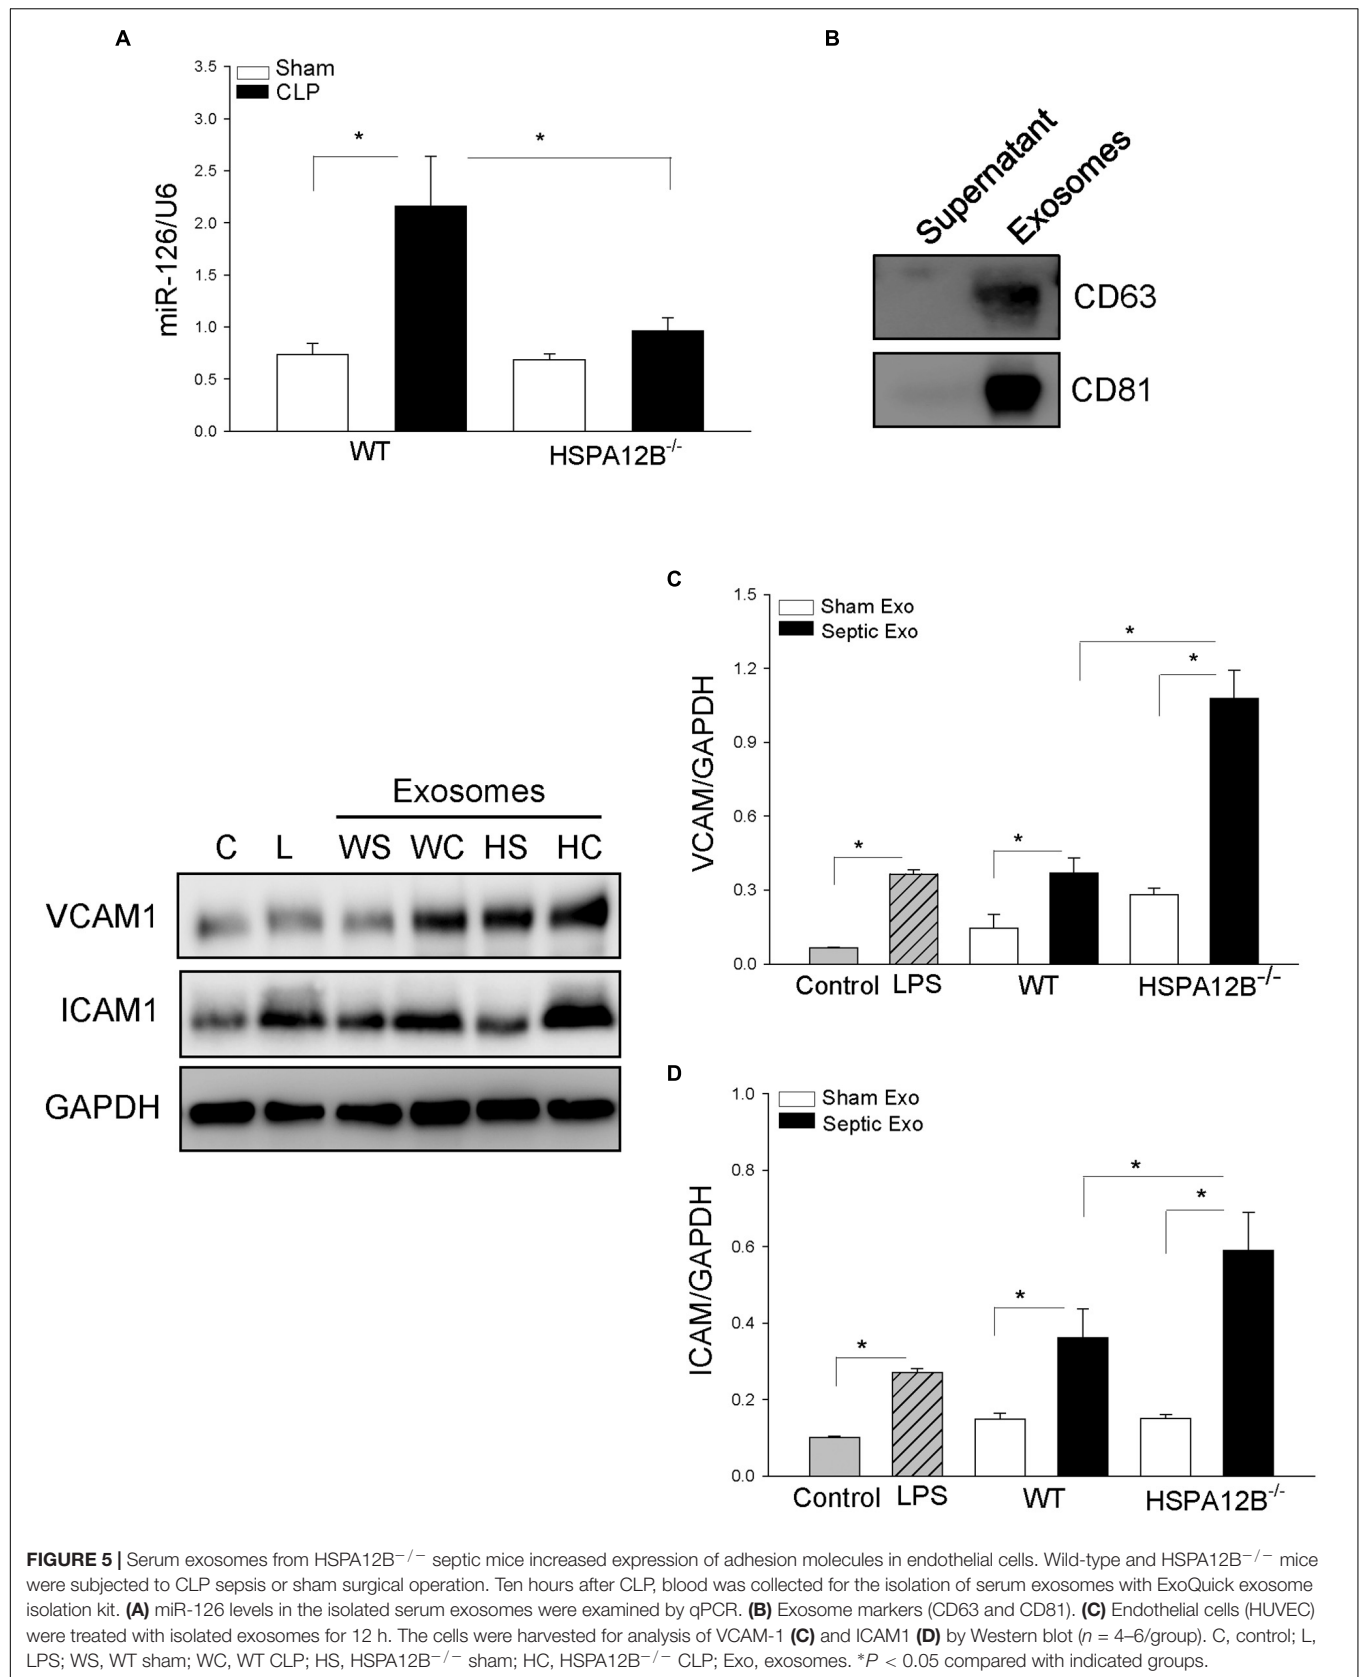 A
3.5
3.0
2.5
2.0
1.5
1.0
0.5
0.0
miR-126/U6
Sham
CLP
*
*
WT
HSPA12B-/-
B
Supernatant
Exosomes
CD63
CD81
Exosomes
C L WS WC HS HC
VCAM1
ICAM1
GAPDH
C
1.5
1.2
0.9
0.6
0.3
0.0
VCAM/GAPDH
Sham Exo
Septic Exo
*
*
*
*
Control LPS WT HSPA12B-/-
D
1.0
0.8
0.6
0.4
0.2
0.0
ICAM/GAPDH
Sham Exo
Septic Exo
*
*
*
*
Control LPS WT HSPA12B-/-
FIGURE 5 | Serum exosomes from HSPA12B−/− septic mice increased expression of adhesion molecules in endothelial cells. Wild-type and HSPA12B−/− mice
were subjected to CLP sepsis or sham surgical operation. Ten hours after CLP, blood was collected for the isolation of serum exosomes with ExoQuick exosome
isolation kit. (A) miR-126 levels in the isolated serum exosomes were examined by qPCR. (B) Exosome markers (CD63 and CD81). (C) Endothelial cells (HUVEC)
were treated with isolated exosomes for 12 h. The cells were harvested for analysis of VCAM-1 (C) and ICAM1 (D) by Western blot (n = 4–6/group). C, control; L,
LPS; WS, WT sham; WC, WT CLP; HS, HSPA12B−/− sham; HC, HSPA12B−/− CLP; Exo, exosomes. *P < 0.05 compared with indicated groups.